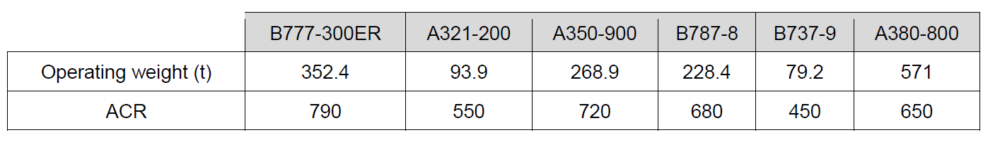 B777-300ER A321-200 A350-900 B787-8 B737-9 A380-800
Operating weight (t) 352.4 93.9 268.9 228.4 79.2 571
ACR 790 550 720 680 450 650